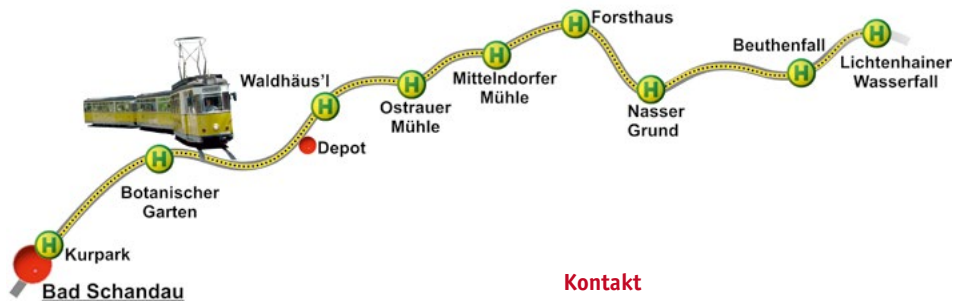 Forsthaus
Beuthenfall
H
H
H
H
H
H
H
H
H
Waldhäus'l
Mittelndorfer
Mühle
Lichtenhainer
Wasserfall
Ostrauer
Mühle
Nasser
Grund
Depot
Botanischer
Garten
Kurpark
Bad Schandau
Kontakt